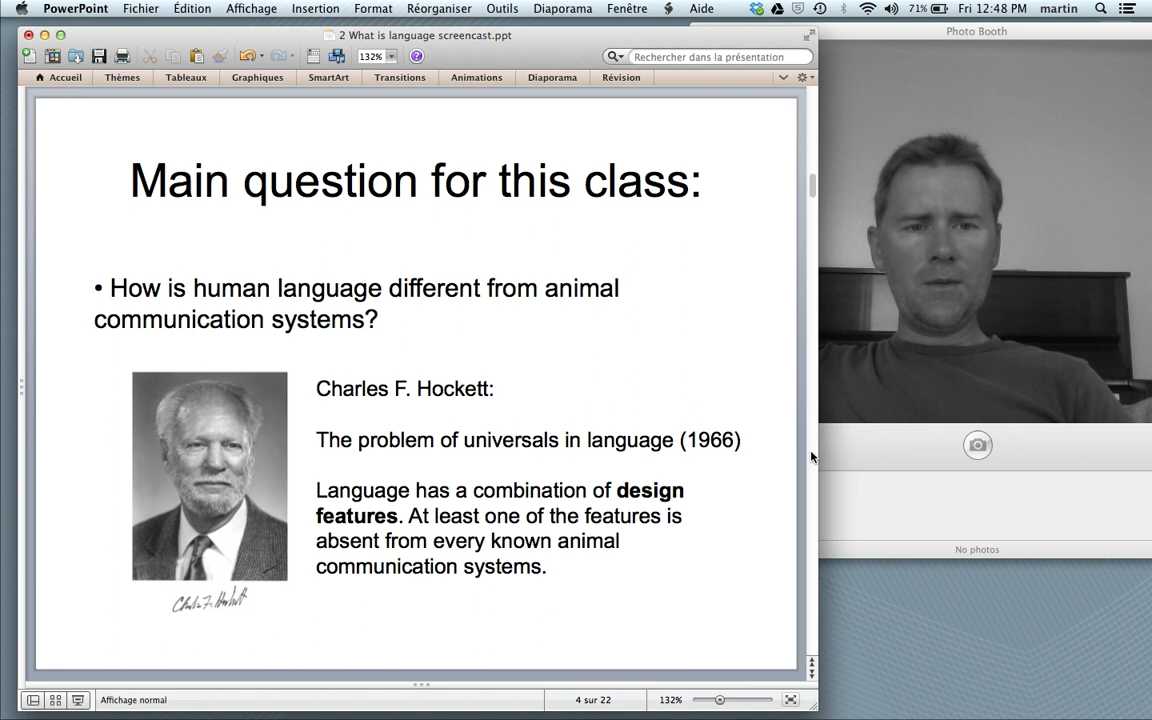 PowerPoint Fichier Édition Affichage Insertion Format Réorganiser Outils Diaporama Fenêtre Aide 71% Fri 12:48 PM martin
Photo Booth
2 What is language screencast.ppt
132% Rechercher dans la présentation
Accueil Thèmes Tableaux Graphiques SmartArt Transitions Animations Diaporama Révision
Main question for this class:
• How is human language different from animal
communication systems?
Charles F. Hockett:
The problem of universals in language (1966)
Language has a combination of design
features. At least one of the features is
absent from every known animal
communication systems.
No photos
Affichage normal 4 sur 22 132%